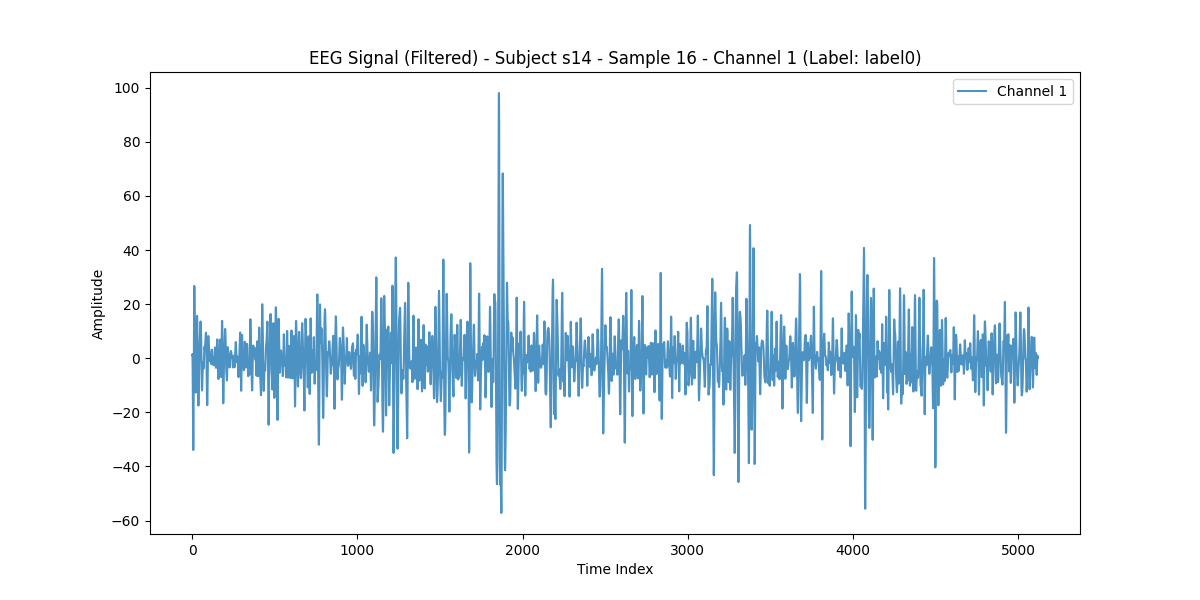 EEG Signal (Filtered) - Subject s14 - Sample 16 - Channel 1 (Label: label0)
Channel 1
100
80
60
40
20
0
−20
−40
−60
Amplitude
0 1000 2000 3000 4000 5000
Time Index